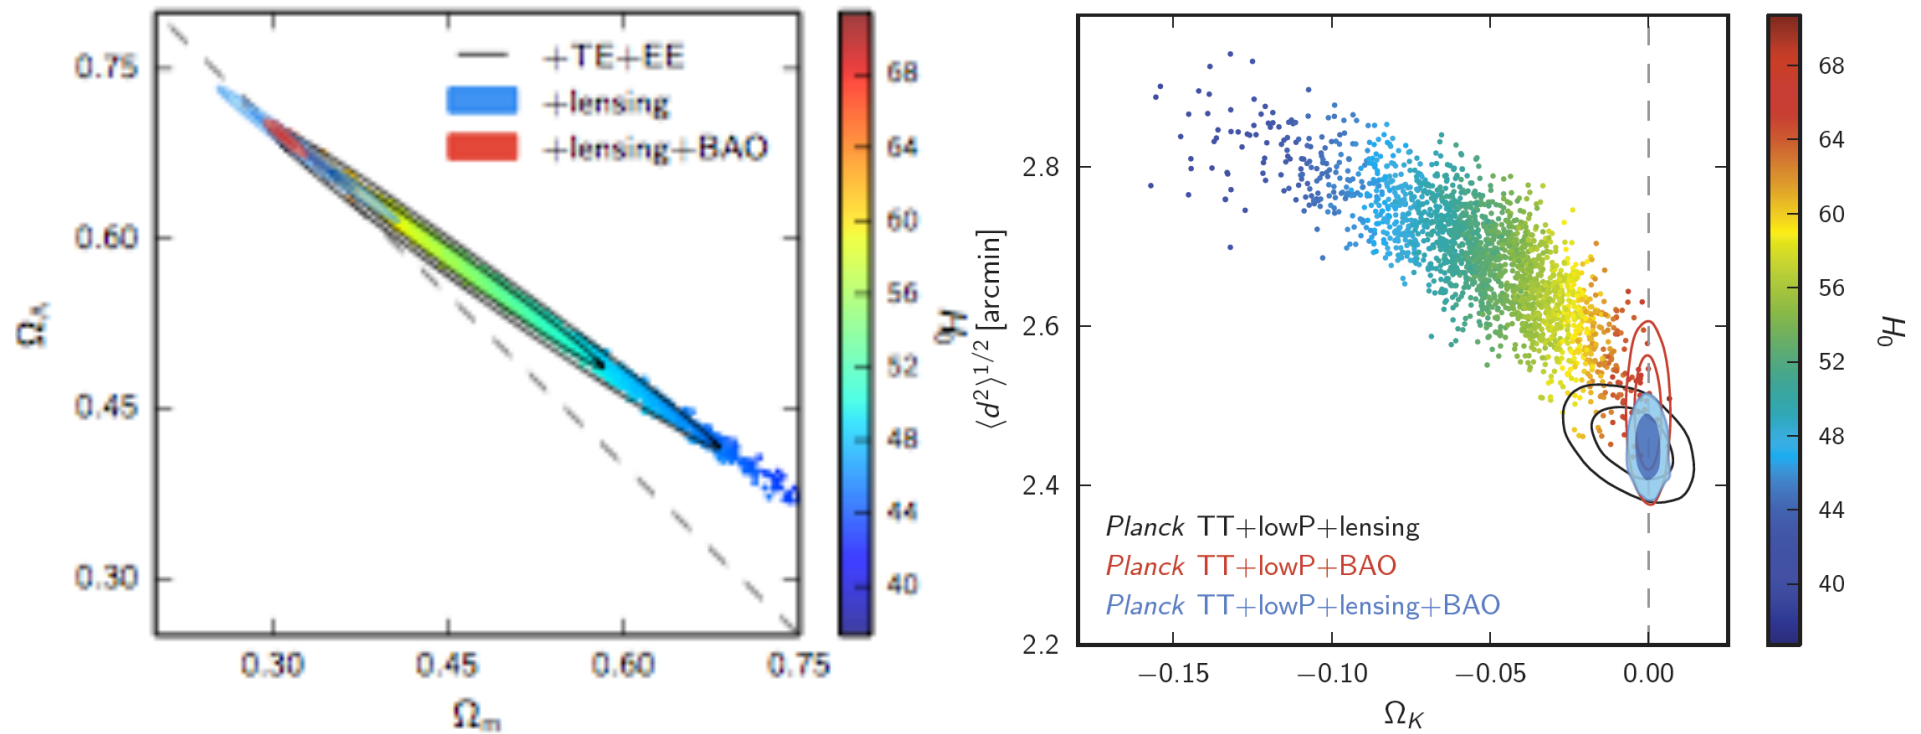 +TE+EE
+lensing
+lensing+BAO
0.75
0.60
0.45
0.30
0.30 0.45 0.60 0.75
Ω_m
Ω_Λ
68
64
60
56
52
48
44
40
H_0
⟨d²⟩^{1/2} [arcmin]
2.8
2.6
2.4
2.2
Planck TT+lowP+lensing
Planck TT+lowP+BAO
Planck TT+lowP+lensing+BAO
−0.15 −0.10 −0.05 0.00
Ω_K
68
64
60
56
52
48
44
40
H_0